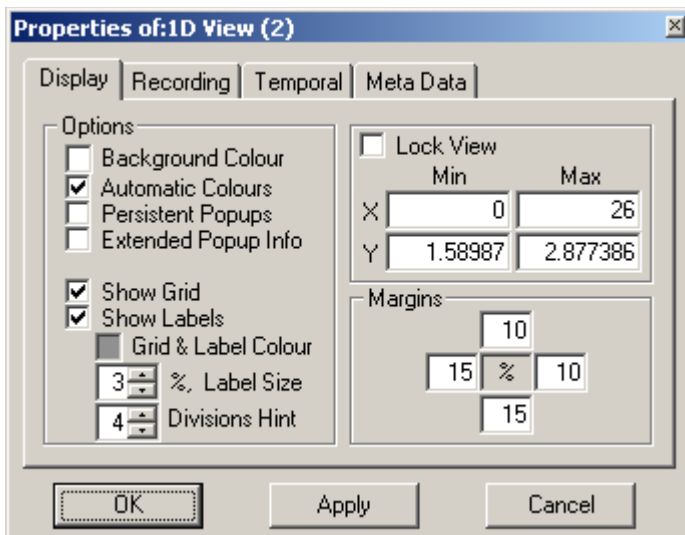 Properties of:1D View (2)
Display Recording Temporal Meta Data
Options
Background Colour
Automatic Colours
Persistent Popups
Extended Popup Info
Show Grid
Show Labels
Grid & Label Colour
3 %, Label Size
4 Divisions Hint
Lock View
Min Max
X 0 26
Y 1.58987 2.877386
Margins
10
15 % 10
15
OK Apply Cancel